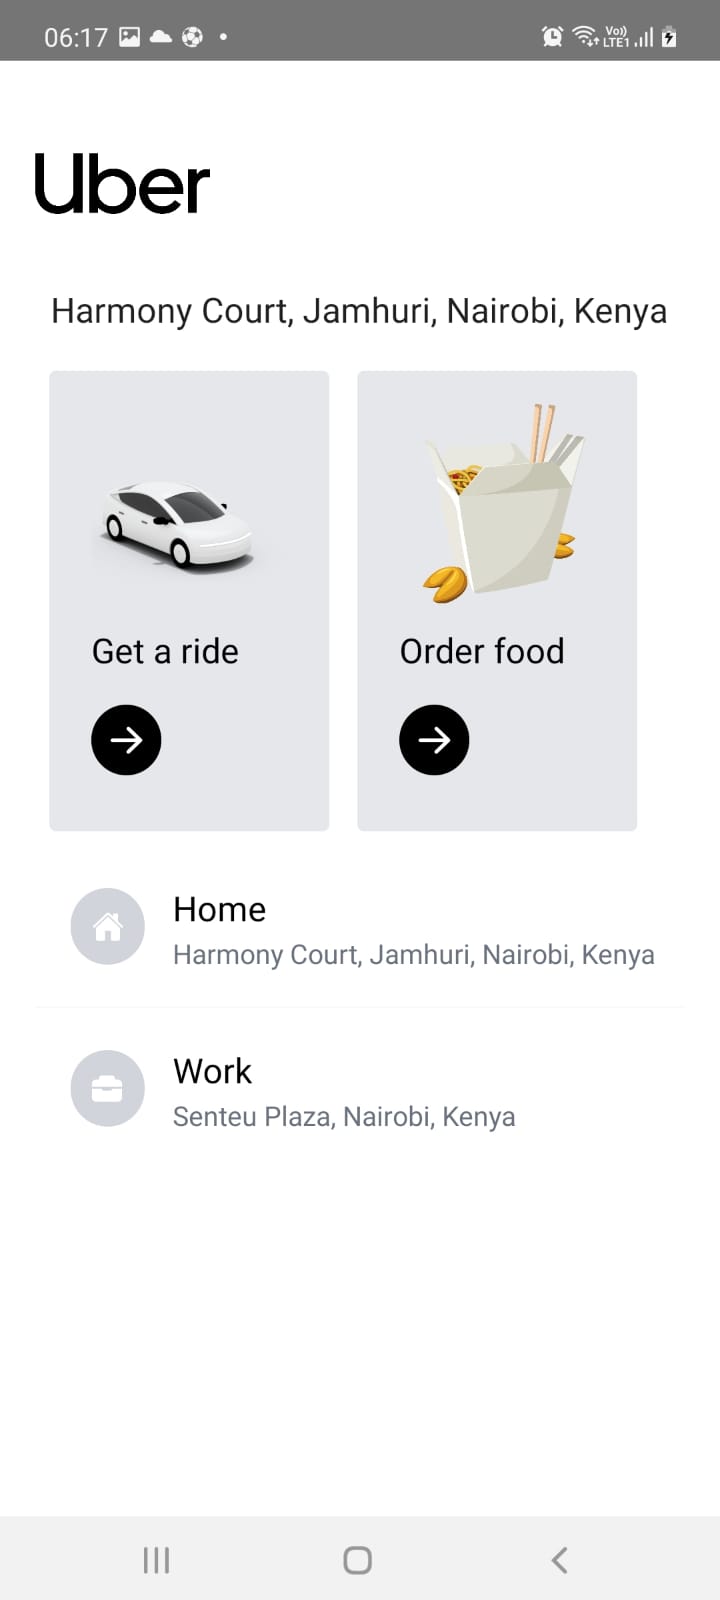 06:17
Vo))
LTE1
Uber
Harmony Court, Jamhuri, Nairobi, Kenya
Get a ride
Order food
Home
Harmony Court, Jamhuri, Nairobi, Kenya
Work
Senteu Plaza, Nairobi, Kenya